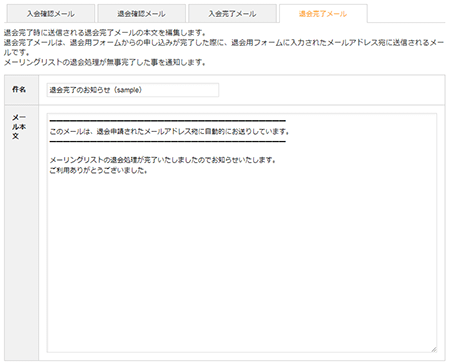 入会確認メール
退会確認メール
入会完了メール
退会完了メール
退会完了時に送信される退会完了メールの本文を編集します。
退会完了メールは、退会用フォームからの申し込みが完了した際に、退会用フォームに入力されたメールアドレス宛に送信されるメー
ルです。
メーリングリストの退会処理が無事完了した事を通知します。
件名
退会完了のお知らせ（sample）
メー
ル本
文
このメールは、退会申請されたメールアドレス宛に自動的にお送りしています。
メーリングリストの退会処理が完了いたしましたのでお知らせいたします。
ご利用ありがとうございました。